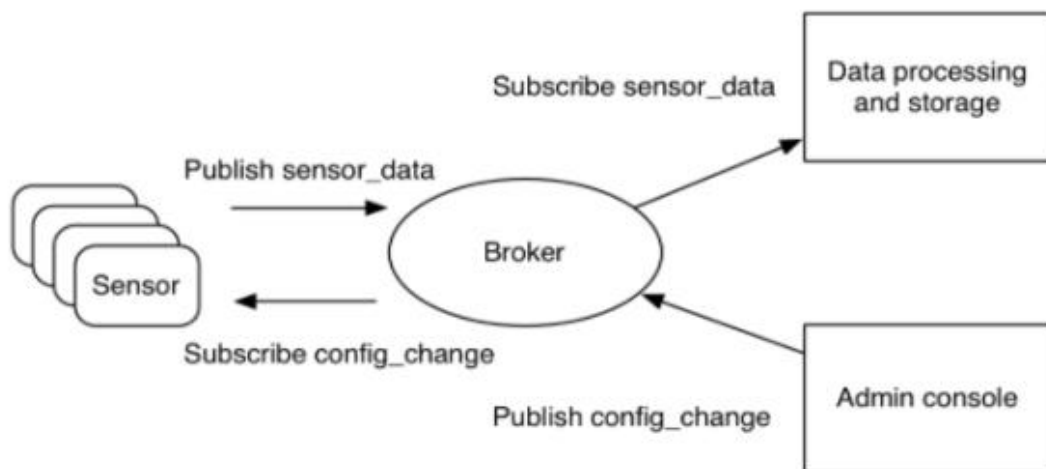 Subscribe sensor_data
Data processing
and storage
Publish sensor_data
Sensor
Broker
Subscribe config_change
Publish config_change
Admin console